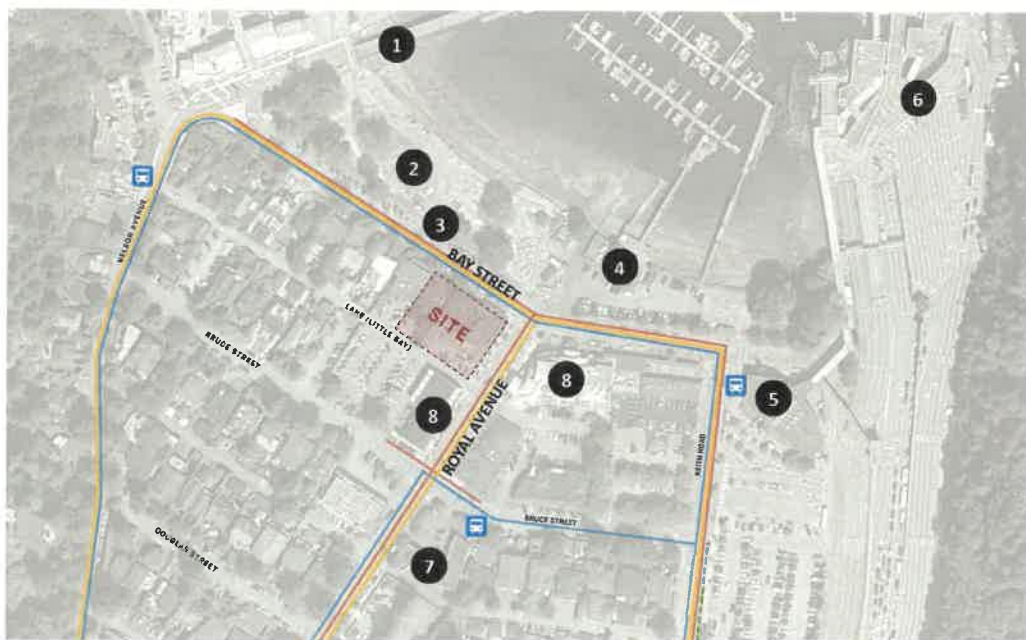 1
6
2
3
NELSON AVENUE
BAY STREET
4
SITE
LANE (LITTLE BAY)
BRUCE STREET
8
5
8
ROYAL AVENUE
KEITH ROAD
BRUCE STREET
DOUGLAS STREET
7